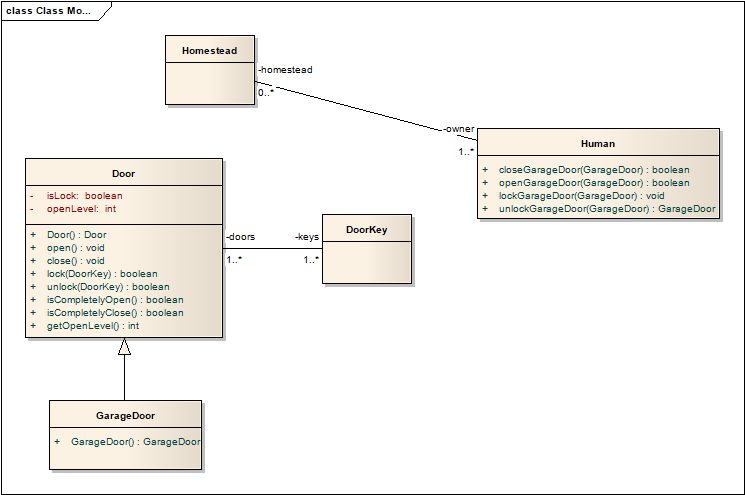 class Class Mo...
Homestead
-homestead
0..*
-owner
1..*
Human
+ closeGarageDoor(GarageDoor) : boolean
+ openGarageDoor(GarageDoor) : boolean
+ lockGarageDoor(GarageDoor) : void
+ unlockGarageDoor(GarageDoor) : GarageDoor
Door
- isLock: boolean
- openLevel: int
+ Door() : Door
+ open() : void
+ close() : void
+ lock(DoorKey) : boolean
+ unlock(DoorKey) : boolean
+ isCompletelyOpen() : boolean
+ isCompletelyClose() : boolean
+ getOpenLevel() : int
-doors
1..*
-keys
1..*
DoorKey
GarageDoor
+ GarageDoor() : GarageDoor